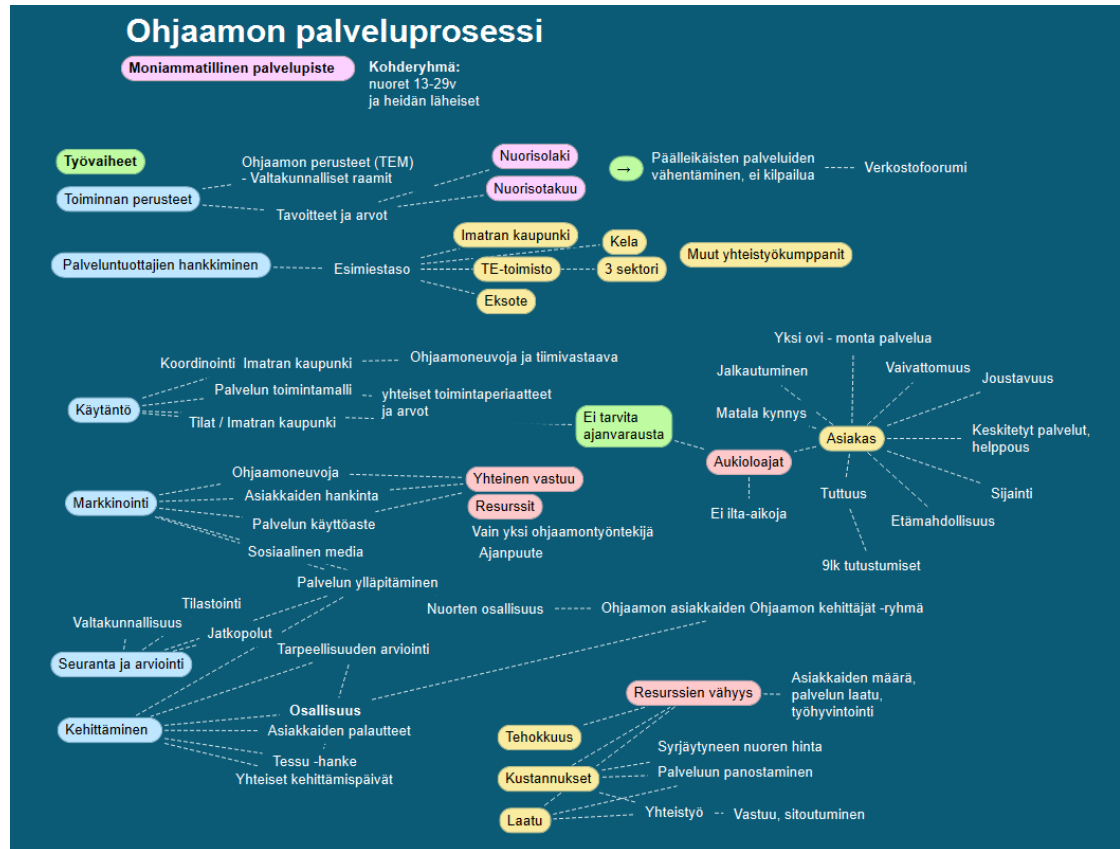 Ohjaamon palveluprosessi
Moniammatillinen palvelupiste
Kohderyhmä:
nuoret 13-29v
ja heidän läheiset
Työvaiheet
Toiminnan perusteet
Ohjaamon perusteet (TEM)
- Valtakunnalliset raamit
Tavoitteet ja arvot
Nuorisolaki
Nuorisotakuu
→
Päälleikäisten palveluiden
vähentäminen, ei kilpailua
Verkostofoorumi
Palveluntuottajien hankkiminen
Esimiestaso
Imatran kaupunki
Kela
TE-toimisto
3 sektori
Eksote
Muut yhteistyökumppanit
Käytäntö
Koordinointi Imatran kaupunki
Ohjaamoneuvoja ja tiimivastaava
Palvelun toimintamalli
yhteiset toimintaperiaatteet
ja arvot
Tilat / Imatran kaupunki
Ei tarvita
ajanvarausta
Aukioloajat
Ei ilta-aikoja
Asiakas
Yksi ovi - monta palvelua
Jalkautuminen
Vaivattomuus
Joustavuus
Matala kynnys
Keskitetyt palvelut,
helppous
Sijainti
Tuttuus
Etämahdollisuus
9lk tutustumiset
Markkinointi
Ohjaamoneuvoja
Asiakkaiden hankinta
Palvelun käyttöaste
Sosiaalinen media
Yhteinen vastuu
Resurssit
Vain yksi ohjaamontyöntekijä
Ajanpuute
Palvelun ylläpitäminen
Tilastointi
Valtakunnallisuus
Jatkopolut
Seuranta ja arviointi
Tarpeellisuuden arviointi
Nuorten osallisuus
Ohjaamon asiakkaiden Ohjaamon kehittäjät -ryhmä
Kehittäminen
Osallisuus
Asiakkaiden palautteet
Tessu -hanke
Yhteiset kehittämispäivät
Resurssien vähyys
Asiakkaiden määrä,
palvelun laatu,
työhyvintointi
Tehokkuus
Syrjäytyneen nuoren hinta
Kustannukset
Palveluun panostaminen
Laatu
Yhteistyö
Vastuu, sitoutuminen